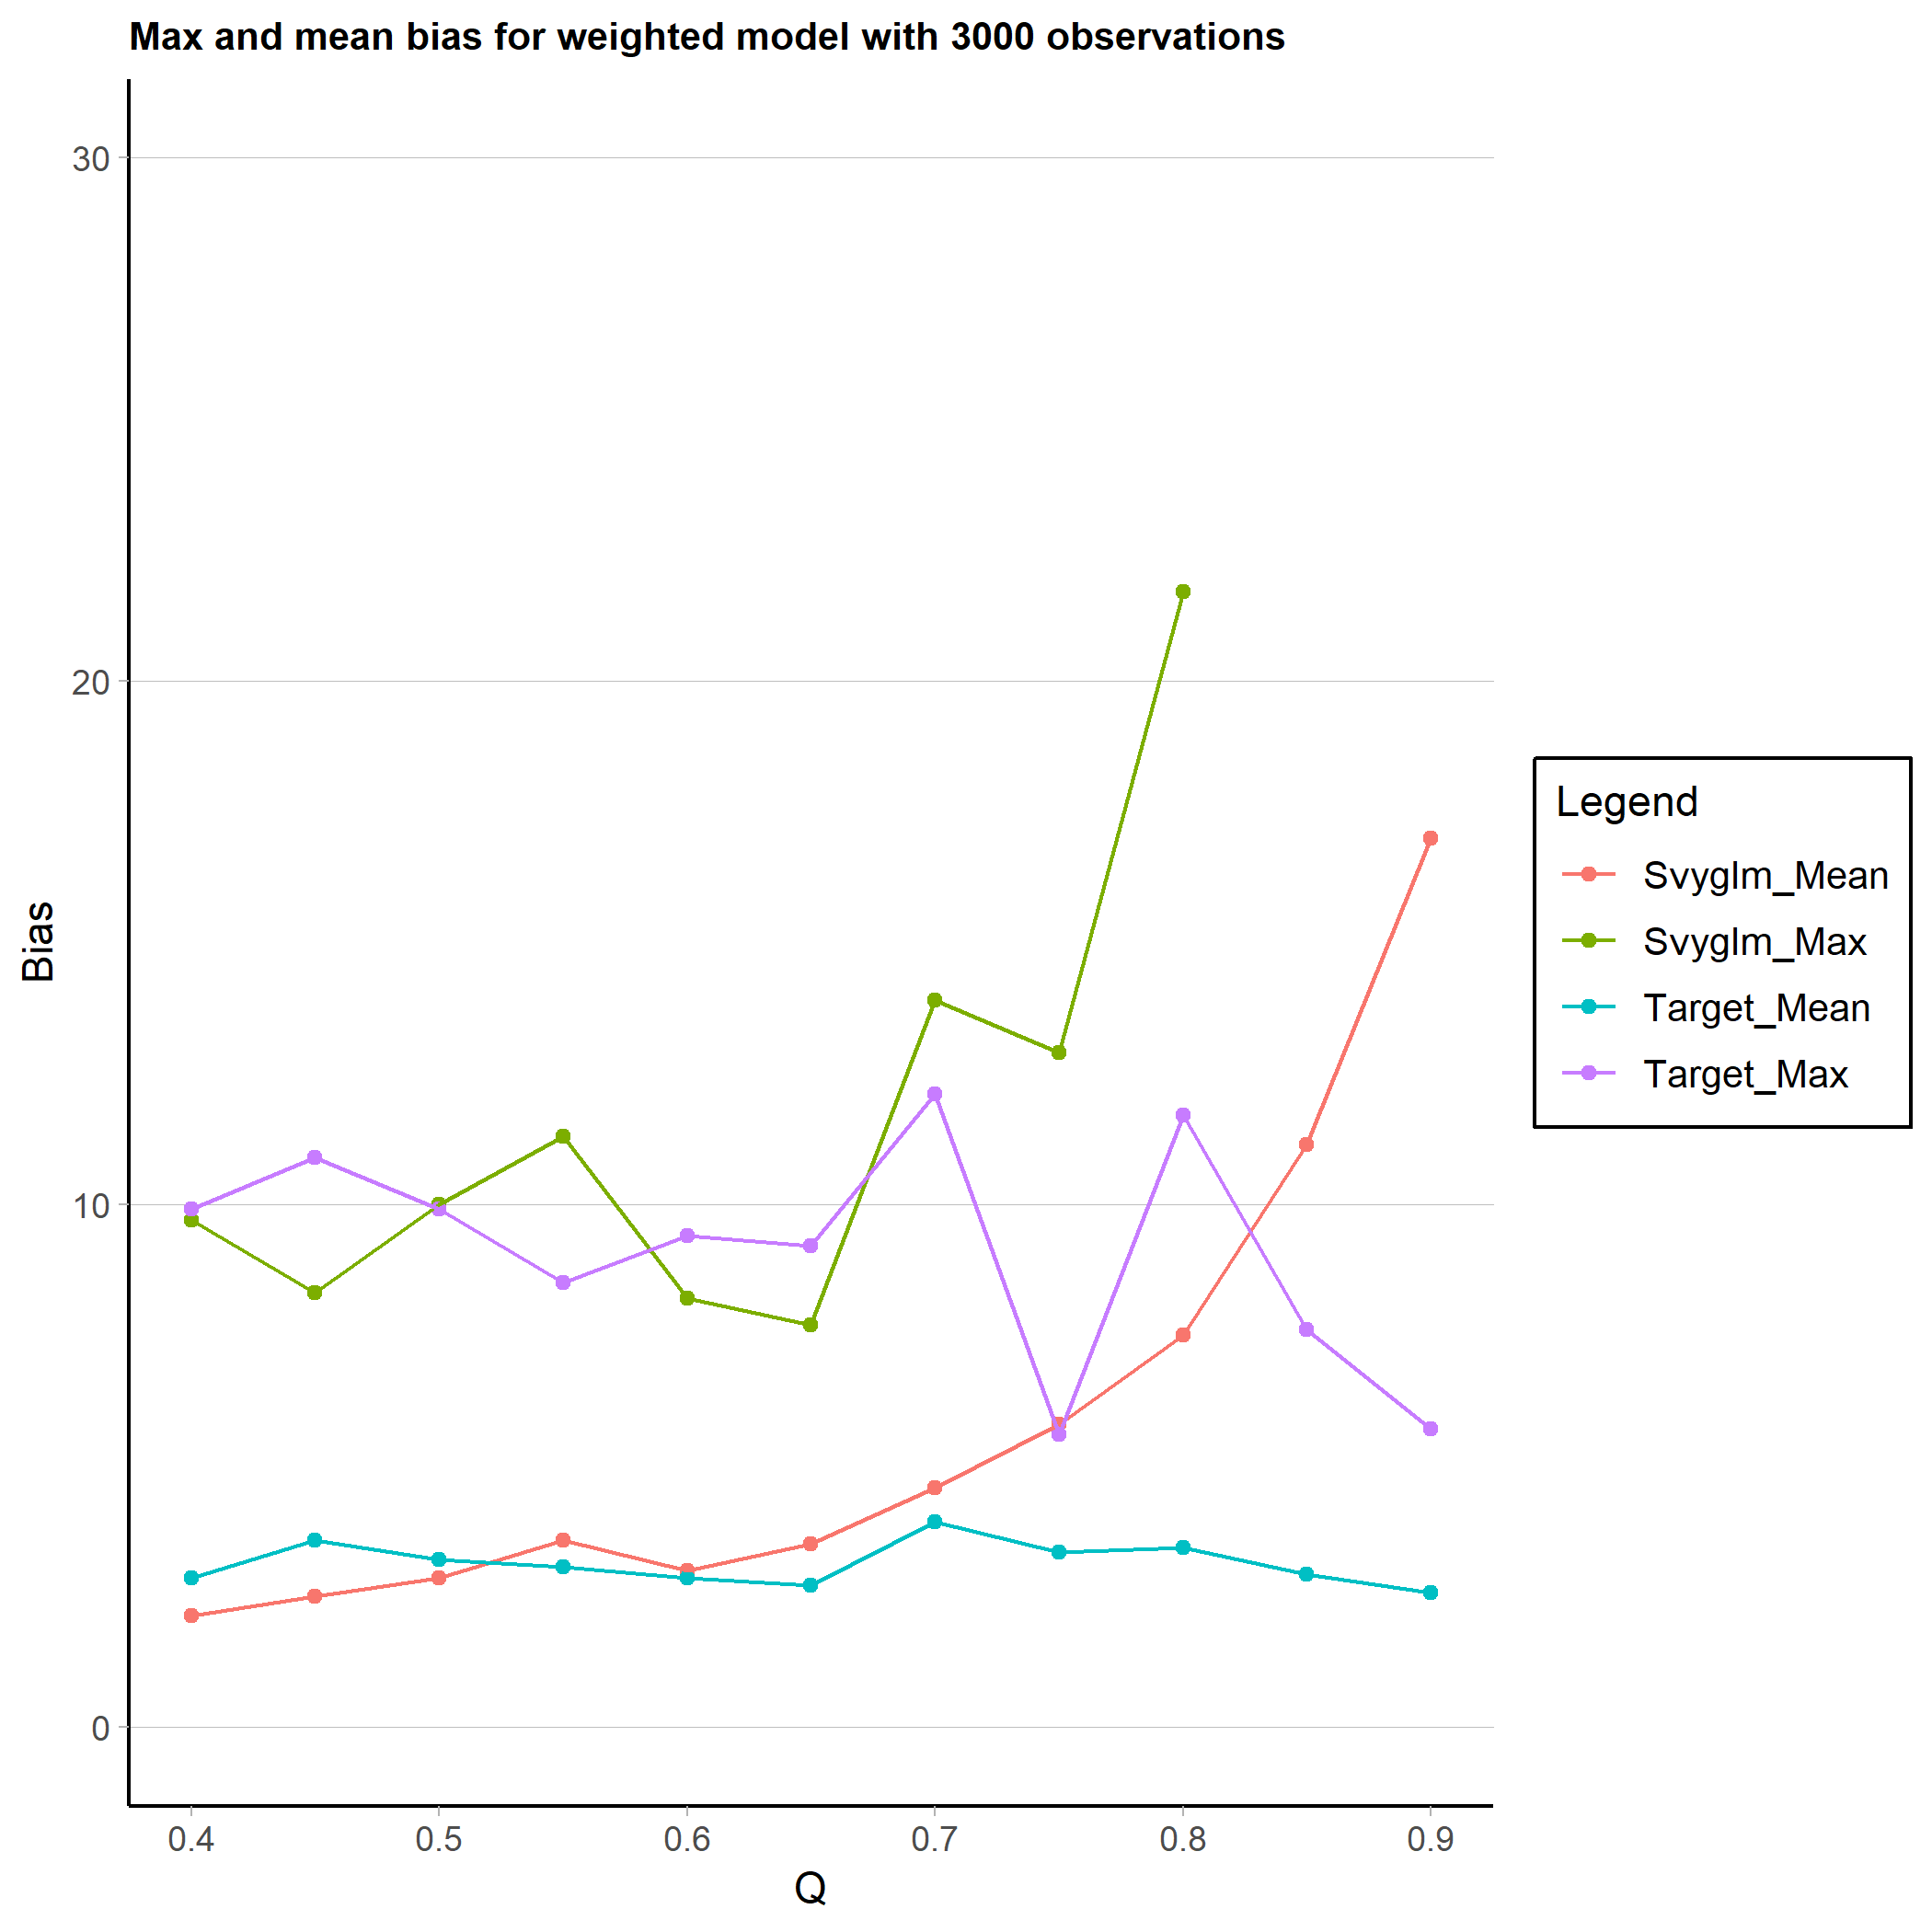 Max and mean bias for weighted model with 3000 observations
30
20
10
0
Bias
0.4 0.5 0.6 0.7 0.8 0.9
Q
Legend
Svyglm_Mean
Svyglm_Max
Target_Mean
Target_Max